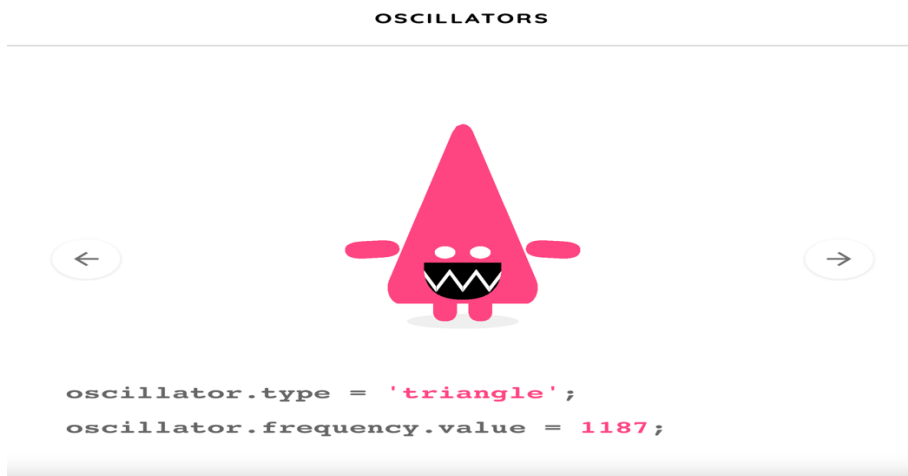 OSCILLATORS
oscillator.type = 'triangle';
oscillator.frequency.value = 1187;